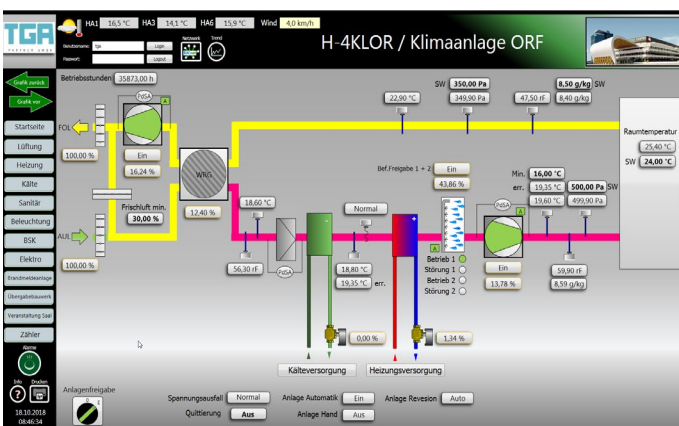 TGA
HA1 16,5 °C HA3 14,1 °C HA6 15,9 °C Wind 4,0 km/h
Benutzername: tga Login
Passwort: Logout
Netzwerk Trend
H-4KLOR / Klimaanlage ORF
Grafik zurück
Grafik vor
Startseite
Lüftung
Heizung
Kälte
Sanitär
Beleuchtung
BSK
Elektro
Brandmeldeanlage
Übergabebauwerk
Veranstaltung Saal
Zähler
Alarme
Info Drucken
18.10.2018
08:46:34
Betriebsstunden 35873,00 h
PdSA A
FOL
100,00 %
Ein
16,24 %
WRG
12,40 %
Frischluft min.
30,00 %
AUL
100,00 %
18,60 °C
56,30 rF
PdSA
Normal
18,80 °C
19,35 °C err.
0,00 %
1,34 %
Kälteversorgung
Heizungsversorgung
SW 350,00 Pa
349,90 Pa
22,90 °C
8,50 g/kg SW
47,50 rF 8,40 g/kg
Raumtemperatur
25,40 °C
SW 24,00 °C
Bef.Freigabe 1 + 2 Ein
43,86 %
A
Betrieb 1
Störung 1
Betrieb 2
Störung 2
PdSA A
Ein
13,78 %
Min. 16,00 °C
err. 19,35 °C 500,00 Pa SW
19,60 °C 499,90 Pa
59,90 rF
8,59 g/kg
Anlagenfreigabe
0 E
Spannungsausfall Normal
Quittierung Aus
Anlage Automatik Ein
Anlage Hand Aus
Anlage Revesion Auto